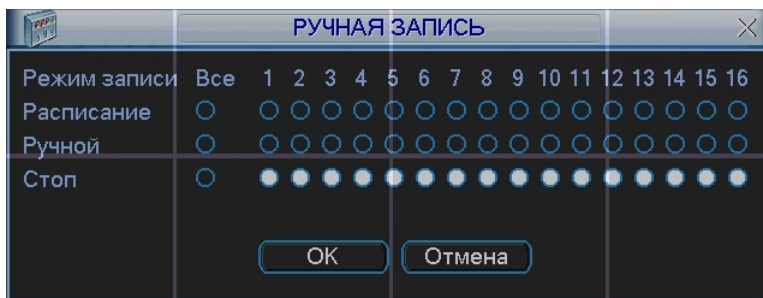 РУЧНАЯ ЗАПИСЬ
Режим записи Все 1 2 3 4 5 6 7 8 9 10 11 12 13 14 15 16
Расписание
Ручной
Стоп
OK Отмена